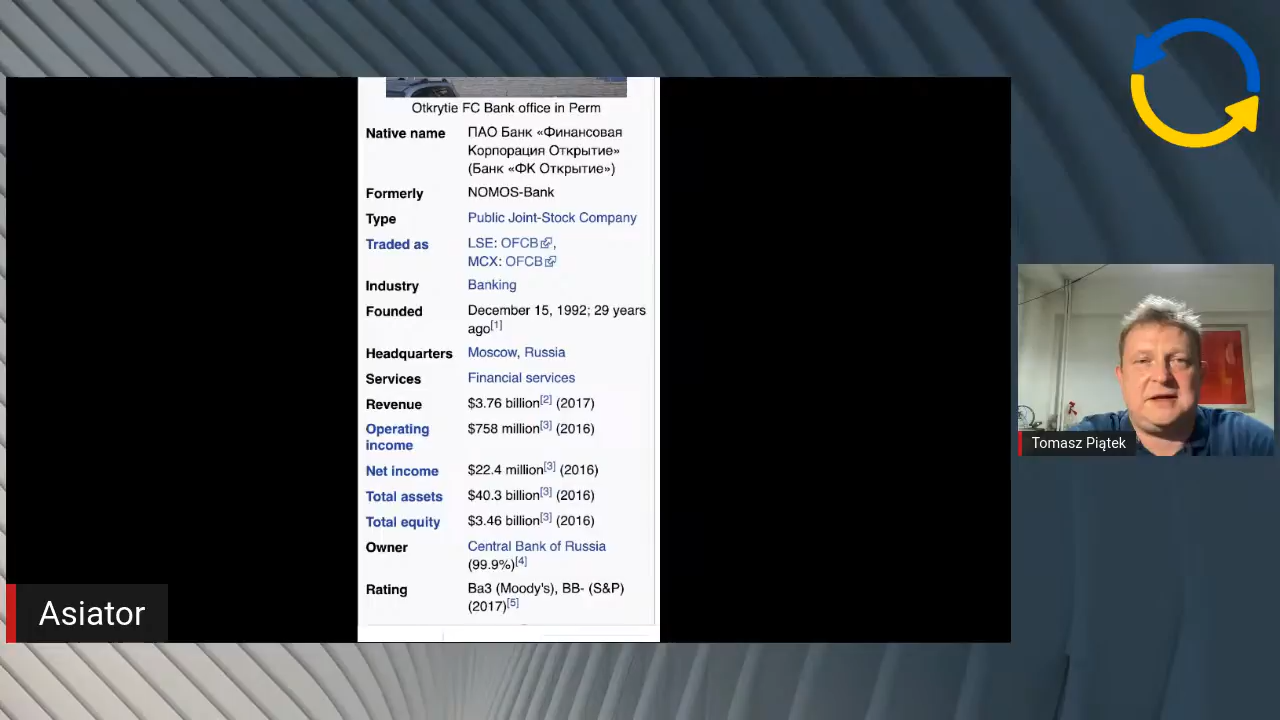 Otkrytie FC Bank office in Perm
Native name ПАО Банк «Финансовая
Корпорация Открытие»
(Банк «ФК Открытие»)
Formerly NOMOS-Bank
Type Public Joint-Stock Company
Traded as LSE: OFCB,
MCX: OFCB
Industry Banking
Founded December 15, 1992; 29 years
ago[1]
Headquarters Moscow, Russia
Services Financial services
Revenue $3.76 billion[2] (2017)
Operating $758 million[3] (2016)
income
Net income $22.4 million[3] (2016)
Total assets $40.3 billion[3] (2016)
Total equity $3.46 billion[3] (2016)
Owner Central Bank of Russia
(99.9%)[4]
Rating Ba3 (Moody's), BB- (S&P)
(2017)[5]
Asiator
Tomasz Piątek